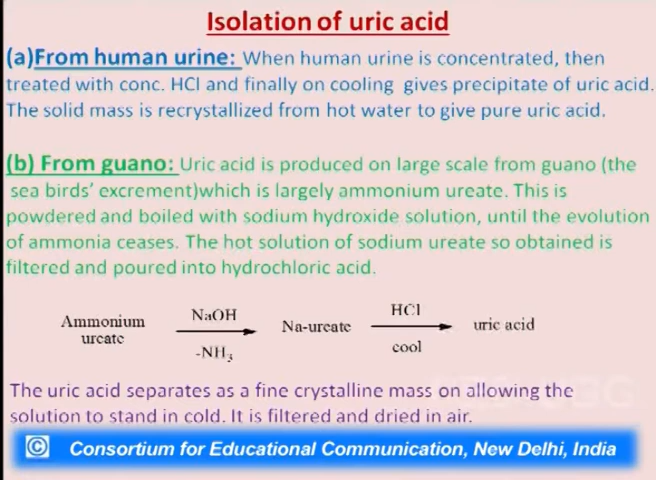 Isolation of uric acid
(a)From human urine: When human urine is concentrated, then
treated with conc. HCl and finally on cooling gives precipitate of uric acid.
The solid mass is recrystallized from hot water to give pure uric acid.
(b) From guano: Uric acid is produced on large scale from guano (the
sea birds' excrement)which is largely ammonium ureate. This is
powdered and boiled with sodium hydroxide solution, until the evolution
of ammonia ceases. The hot solution of sodium ureate so obtained is
filtered and poured into hydrochloric acid.
Ammonium
ureate
NaOH
-NH₃
Na-ureate
HCl
cool
uric acid
The uric acid separates as a fine crystalline mass on allowing the
solution to stand in cold. It is filtered and dried in air.
© Consortium for Educational Communication, New Delhi, India